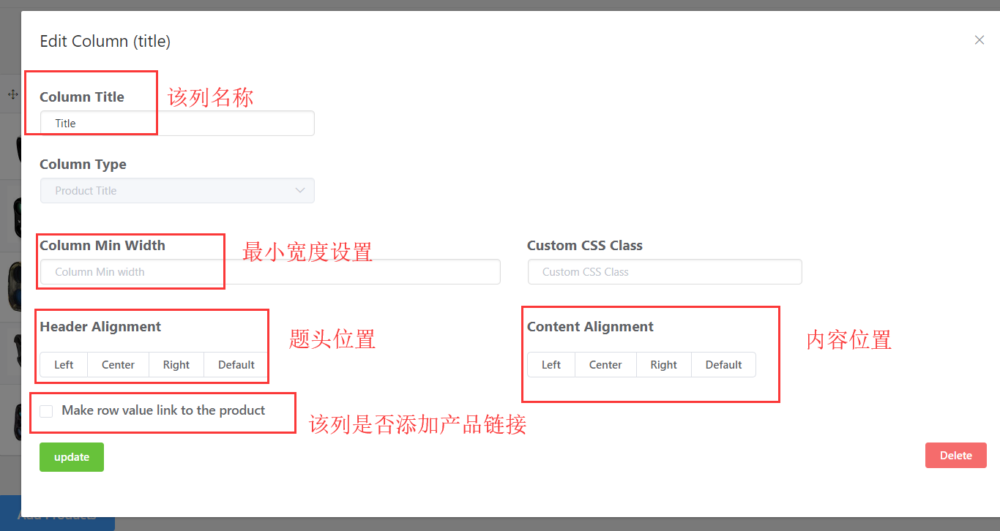 Edit Column (title)
Column Title
该列名称
Title
Column Type
Product Title
Column Min Width
最小宽度设置
Custom CSS Class
Column Min width
Custom CSS Class
Header Alignment
题头位置
Content Alignment
内容位置
Left Center Right Default
Left Center Right Default
Make row value link to the product
该列是否添加产品链接
update
Delete
Add Products